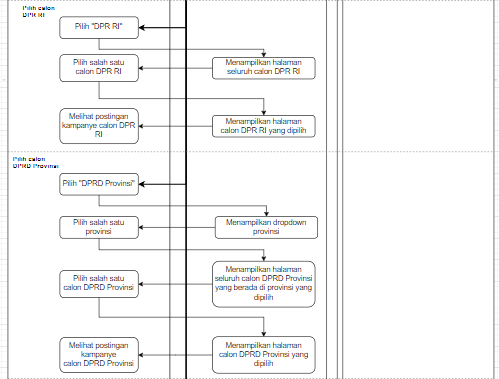 Pilih calon
DPR RI
Pilih "DPR RI"
Pilih salah satu
calon DPR RI
Menampilkan halaman
seluruh calon DPR RI
Melihat postingan
kampanye calon DPR
RI
Menampilkan halaman
calon DPR RI yang dipilih
Pilih calon
DPRD Provinsi
Pilih "DPRD Provinsi"
Pilih salah satu
provinsi
Menampilkan dropdown
provinsi
Pilih salah satu
calon DPRD Provinsi
Menampilkan halaman
seluruh calon DPRD Provinsi
yang berada di provinsi yang
dipilih
Melihat postingan
kampanye
calon DPRD Provinsi
Menampilkan halaman
calon DPRD Provinsi yang
dipilih